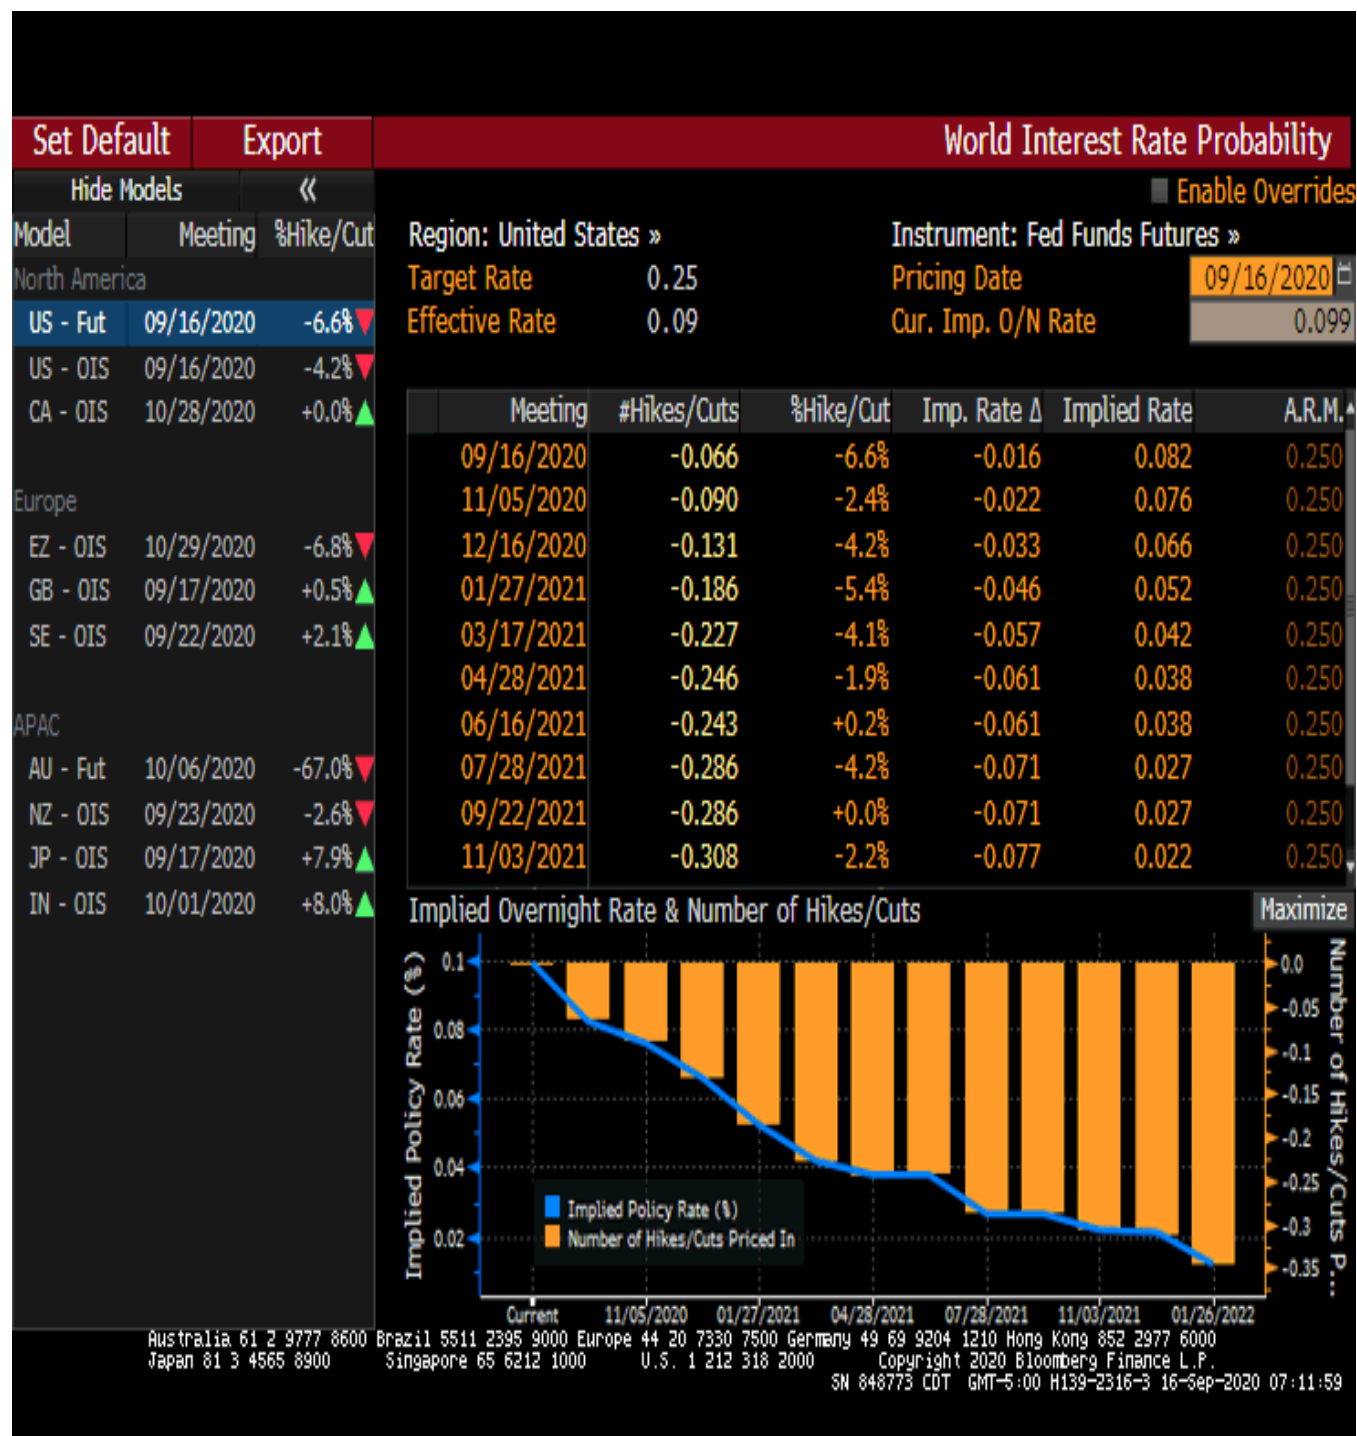 Set Default Export World Interest Rate Probability
Hide Models « Enable Overrides
Model Meeting %Hike/Cut Region: United States » Instrument: Fed Funds Futures »
North America Target Rate 0.25 Pricing Date 09/16/2020
US - Fut 09/16/2020 -6.6% Effective Rate 0.09 Cur. Imp. O/N Rate 0.099
US - OIS 09/16/2020 -4.2%
CA - OIS 10/28/2020 +0.0%
Europe
EZ - OIS 10/29/2020 -6.8%
GB - OIS 09/17/2020 +0.5%
SE - OIS 09/22/2020 +2.1%
APAC
AU - Fut 10/06/2020 -67.0%
NZ - OIS 09/23/2020 -2.6%
JP - OIS 09/17/2020 +7.9%
IN - OIS 10/01/2020 +8.0%
Meeting #Hikes/Cuts %Hike/Cut Imp. Rate Δ Implied Rate A.R.M.
09/16/2020 -0.066 -6.6% -0.016 0.082 0.250
11/05/2020 -0.090 -2.4% -0.022 0.076 0.250
12/16/2020 -0.131 -4.2% -0.033 0.066 0.250
01/27/2021 -0.186 -5.4% -0.046 0.052 0.250
03/17/2021 -0.227 -4.1% -0.057 0.042 0.250
04/28/2021 -0.246 -1.9% -0.061 0.038 0.250
06/16/2021 -0.243 +0.2% -0.061 0.038 0.250
07/28/2021 -0.286 -4.2% -0.071 0.027 0.250
09/22/2021 -0.286 +0.0% -0.071 0.027 0.250
11/03/2021 -0.308 -2.2% -0.077 0.022 0.250
Implied Overnight Rate & Number of Hikes/Cuts Maximize
Implied Policy Rate (%)
0.1
0.08
0.06
0.04
0.02
Implied Policy Rate (%)
Number of Hikes/Cuts Priced In
0.0
-0.05
-0.1
-0.15
-0.2
-0.25
-0.3
-0.35
Number of Hikes/Cuts P...
Current 11/05/2020 01/27/2021 04/28/2021 07/28/2021 11/03/2021 01/26/2022
Australia 61 2 9777 8600 Brazil 5511 2395 9000 Europe 44 20 7330 7500 Germany 49 69 9204 1210 Hong Kong 852 2977 6000
Japan 81 3 4565 8900 Singapore 65 6212 1000 U.S. 1 212 318 2000 Copyright 2020 Bloomberg Finance L.P.
SN 848773 CDT GMT-5:00 H139-2316-3 16-Sep-2020 07:11:59